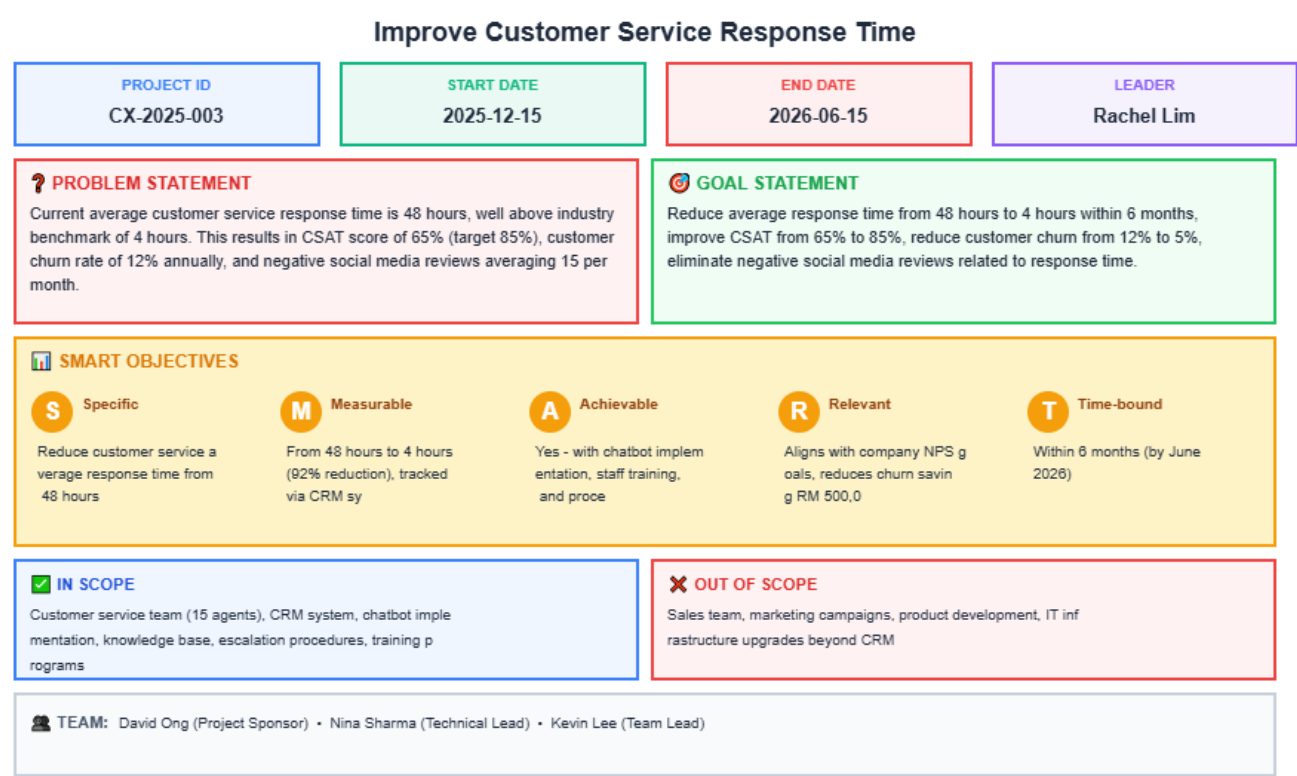 Improve Customer Service Response Time
PROJECT ID
CX-2025-003
START DATE
2025-12-15
END DATE
2026-06-15
LEADER
Rachel Lim
PROBLEM STATEMENT
Current average customer service response time is 48 hours, well above industry
benchmark of 4 hours. This results in CSAT score of 65% (target 85%), customer
churn rate of 12% annually, and negative social media reviews averaging 15 per
month.
GOAL STATEMENT
Reduce average response time from 48 hours to 4 hours within 6 months,
improve CSAT from 65% to 85%, reduce customer churn from 12% to 5%,
eliminate negative social media reviews related to response time.
SMART OBJECTIVES
S Specific
Reduce customer service a
verage response time from
48 hours
M Measurable
From 48 hours to 4 hours
(92% reduction), tracked
via CRM sy
A Achievable
Yes - with chatbot implem
entation, staff training,
and proce
R Relevant
Aligns with company NPS g
oals, reduces churn savin
g RM 500,0
T Time-bound
Within 6 months (by June
2026)
IN SCOPE
Customer service team (15 agents), CRM system, chatbot imple
mentation, knowledge base, escalation procedures, training p
rograms
OUT OF SCOPE
Sales team, marketing campaigns, product development, IT inf
rastructure upgrades beyond CRM
TEAM: David Ong (Project Sponsor) • Nina Sharma (Technical Lead) • Kevin Lee (Team Lead)